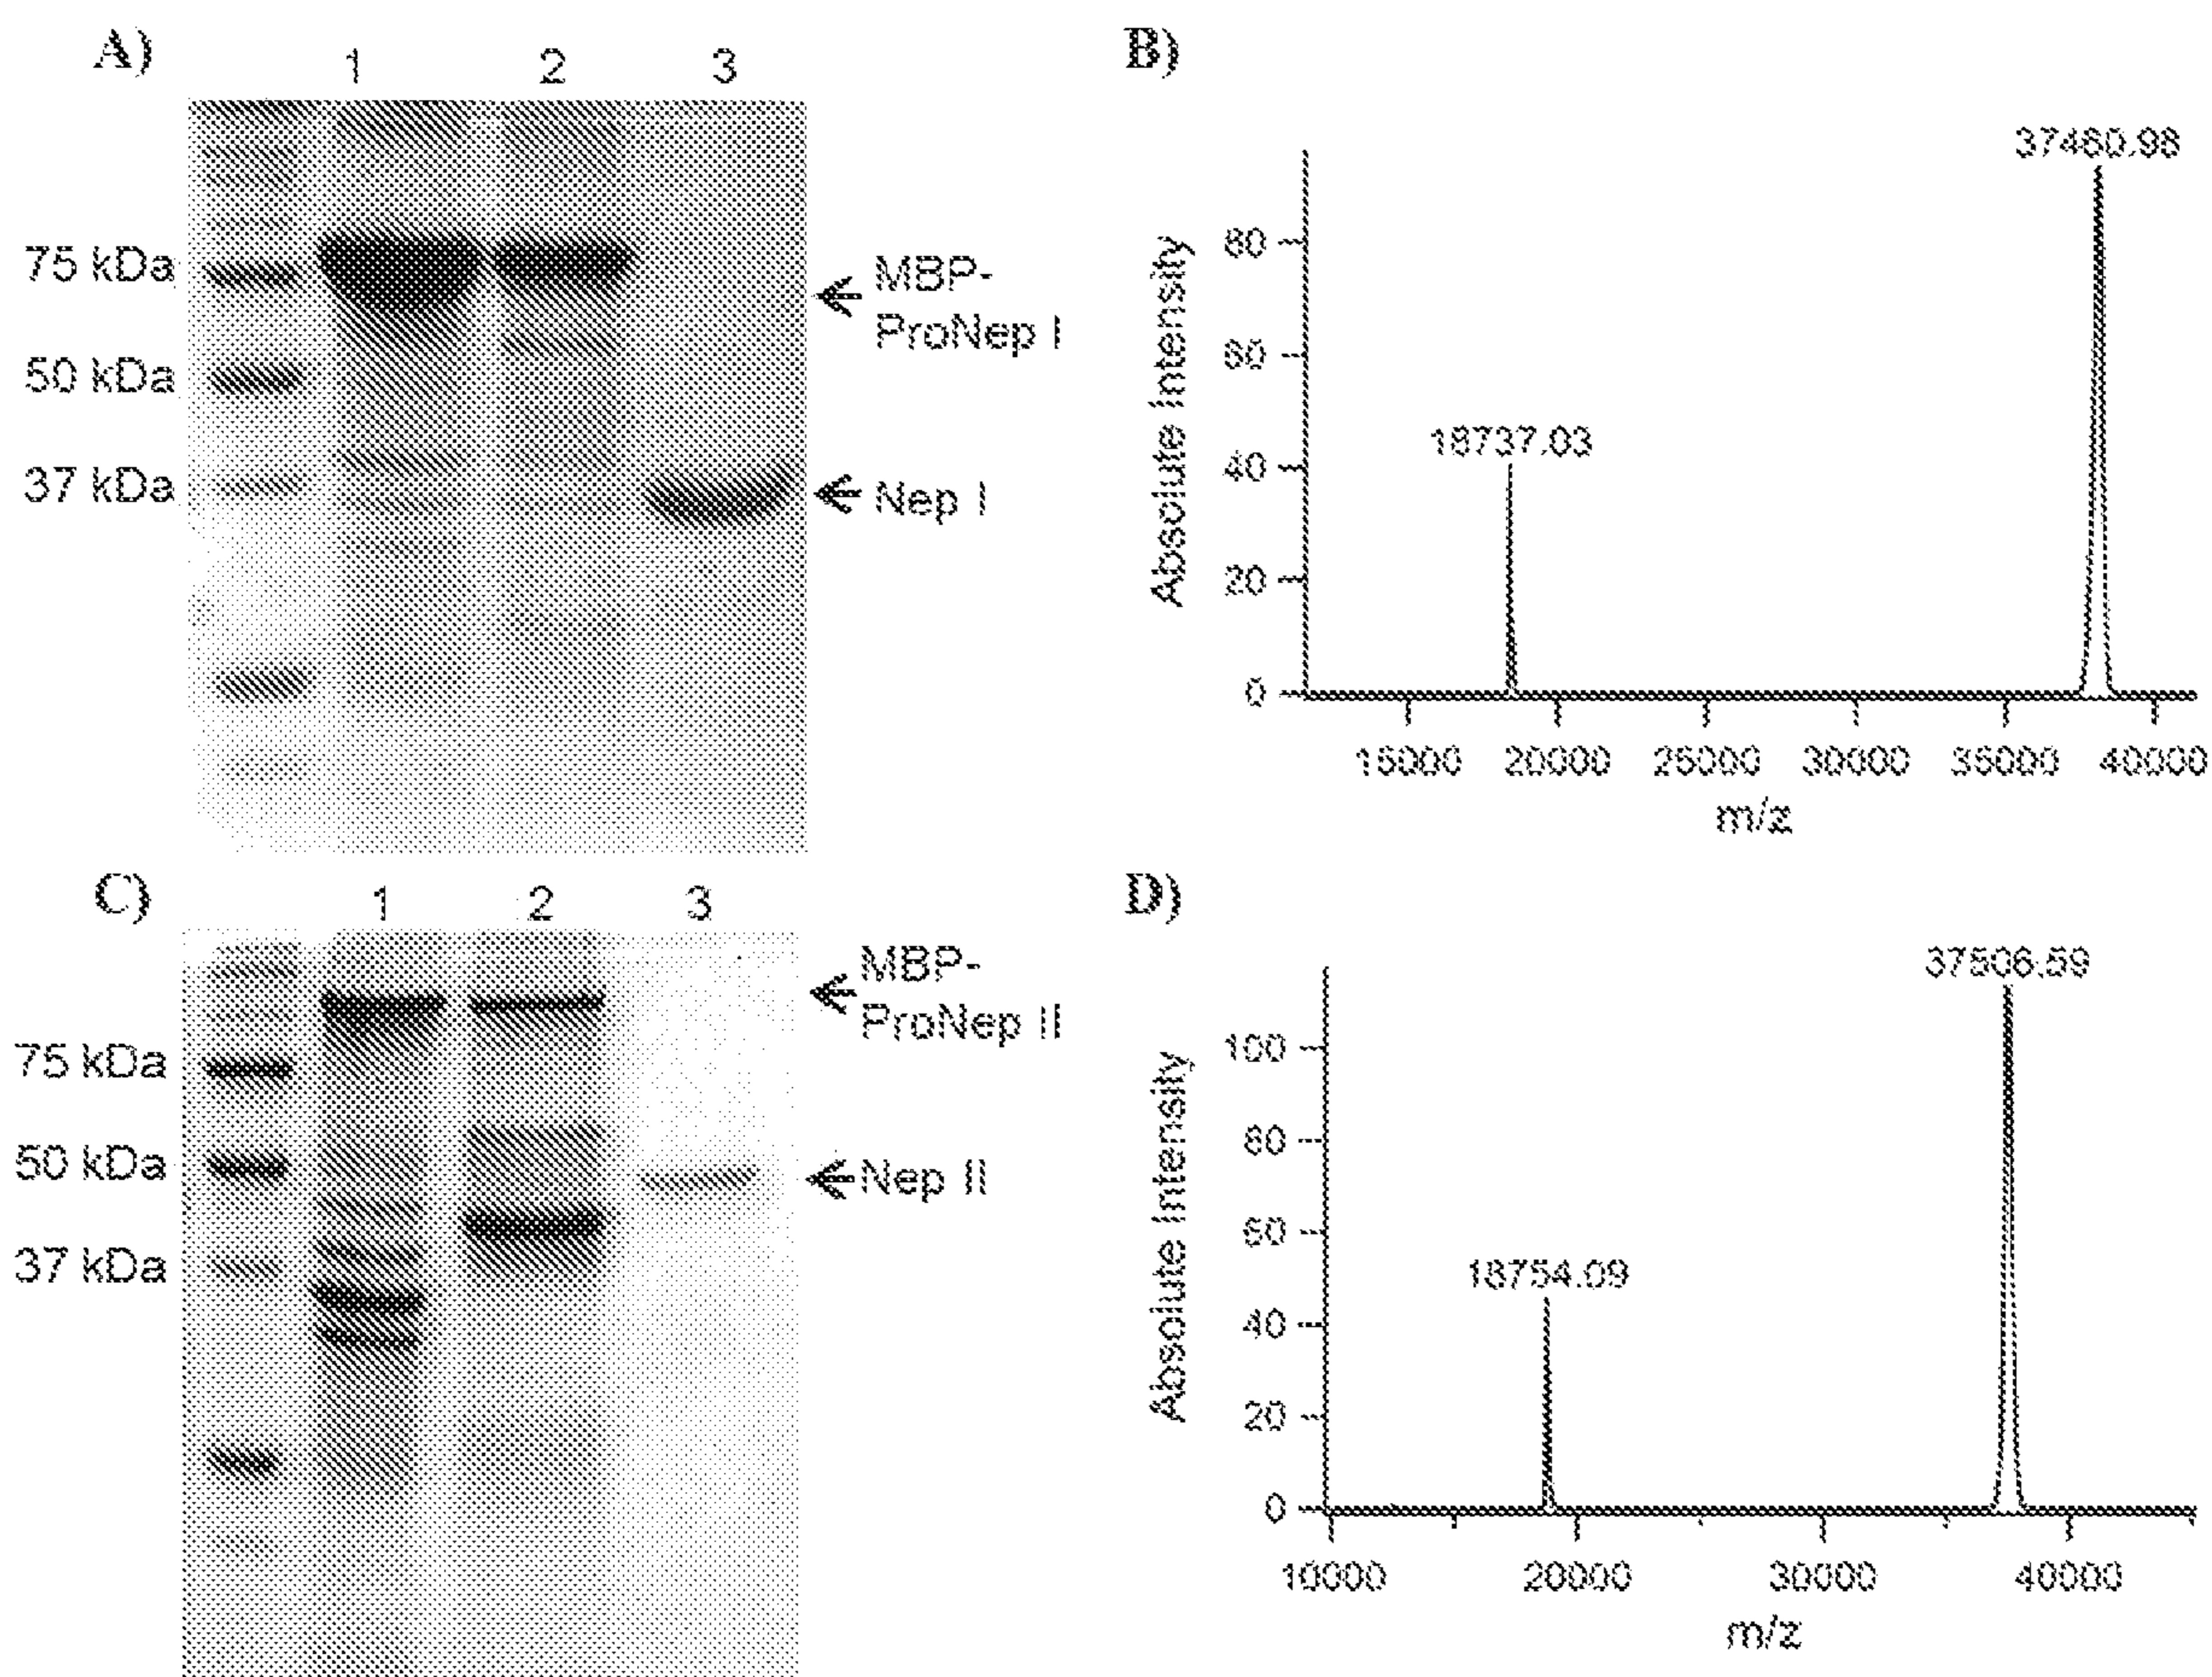 A)
1 2 3
75 kDa
50 kDa
37 kDa
MBP-
ProNep I
Nep I
B)
37460.98
18737.03
Absolute Intensity
80
60
40
20
0
15000 20000 25000 30000 35000 40000
m/z
C)
1 2 3
75 kDa
50 kDa
37 kDa
MBP-
ProNep II
Nep II
D)
37506.59
18754.09
Absolute Intensity
100
80
60
40
20
0
10000 20000 30000 40000
m/z